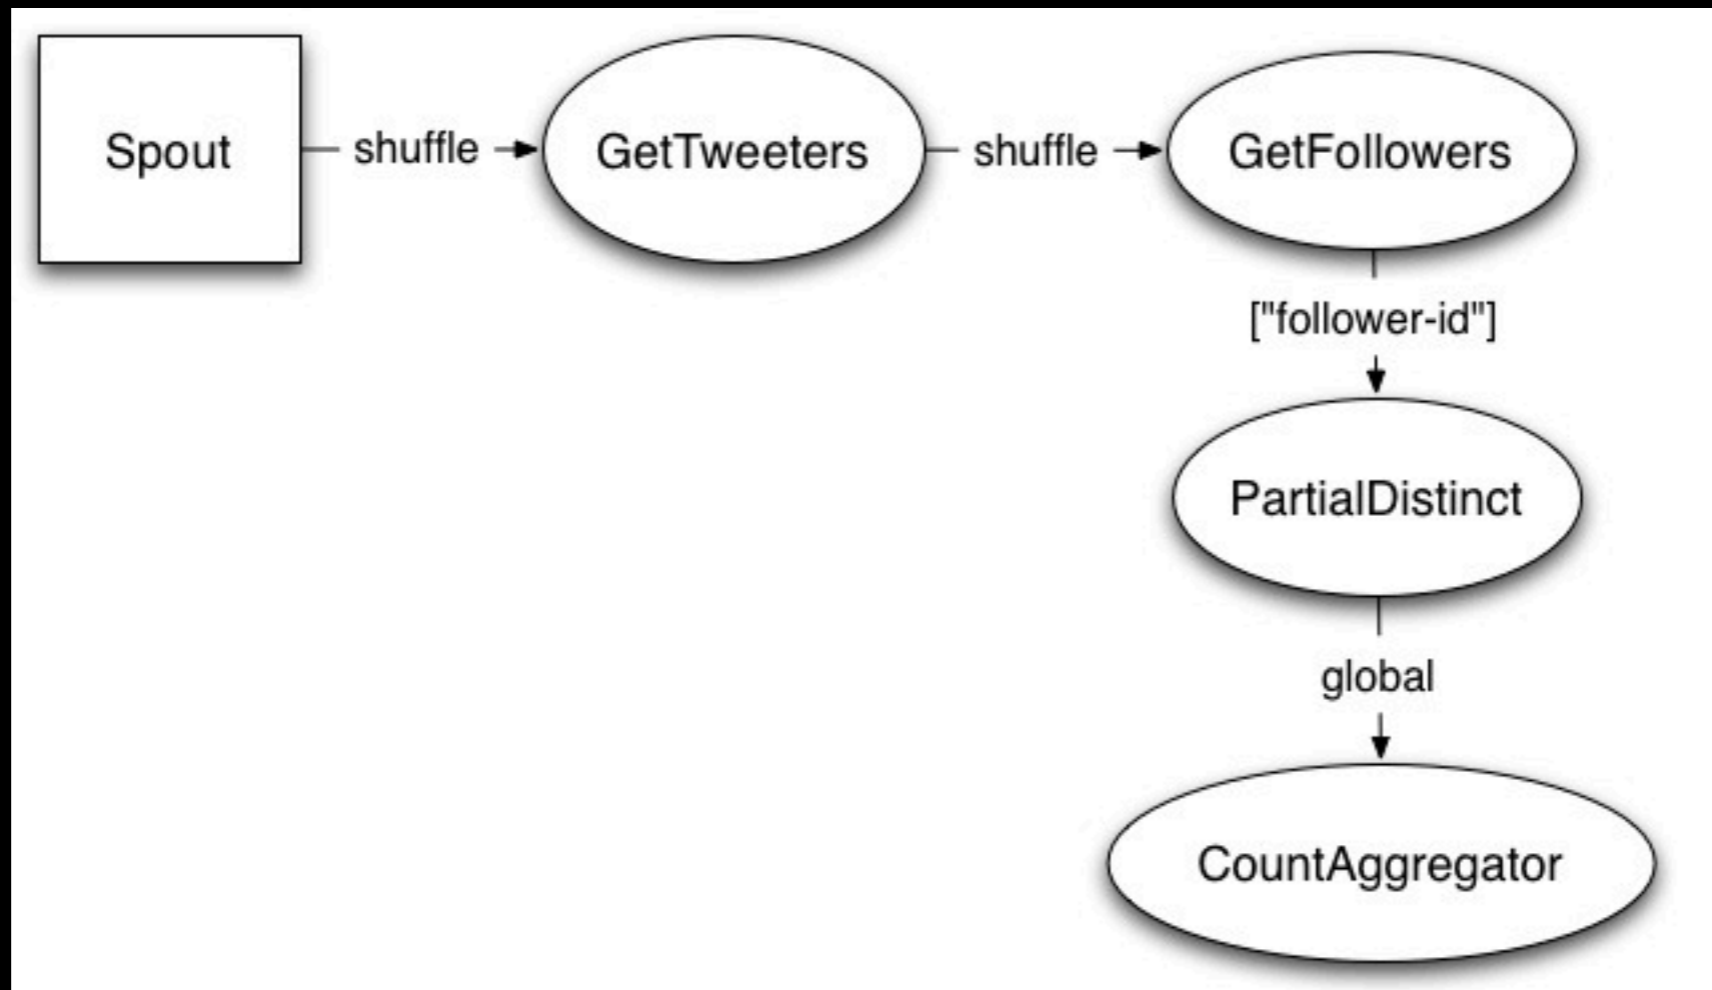 Spout
shuffle
GetTweeters
shuffle
GetFollowers
["follower-id"]
PartialDistinct
global
CountAggregator